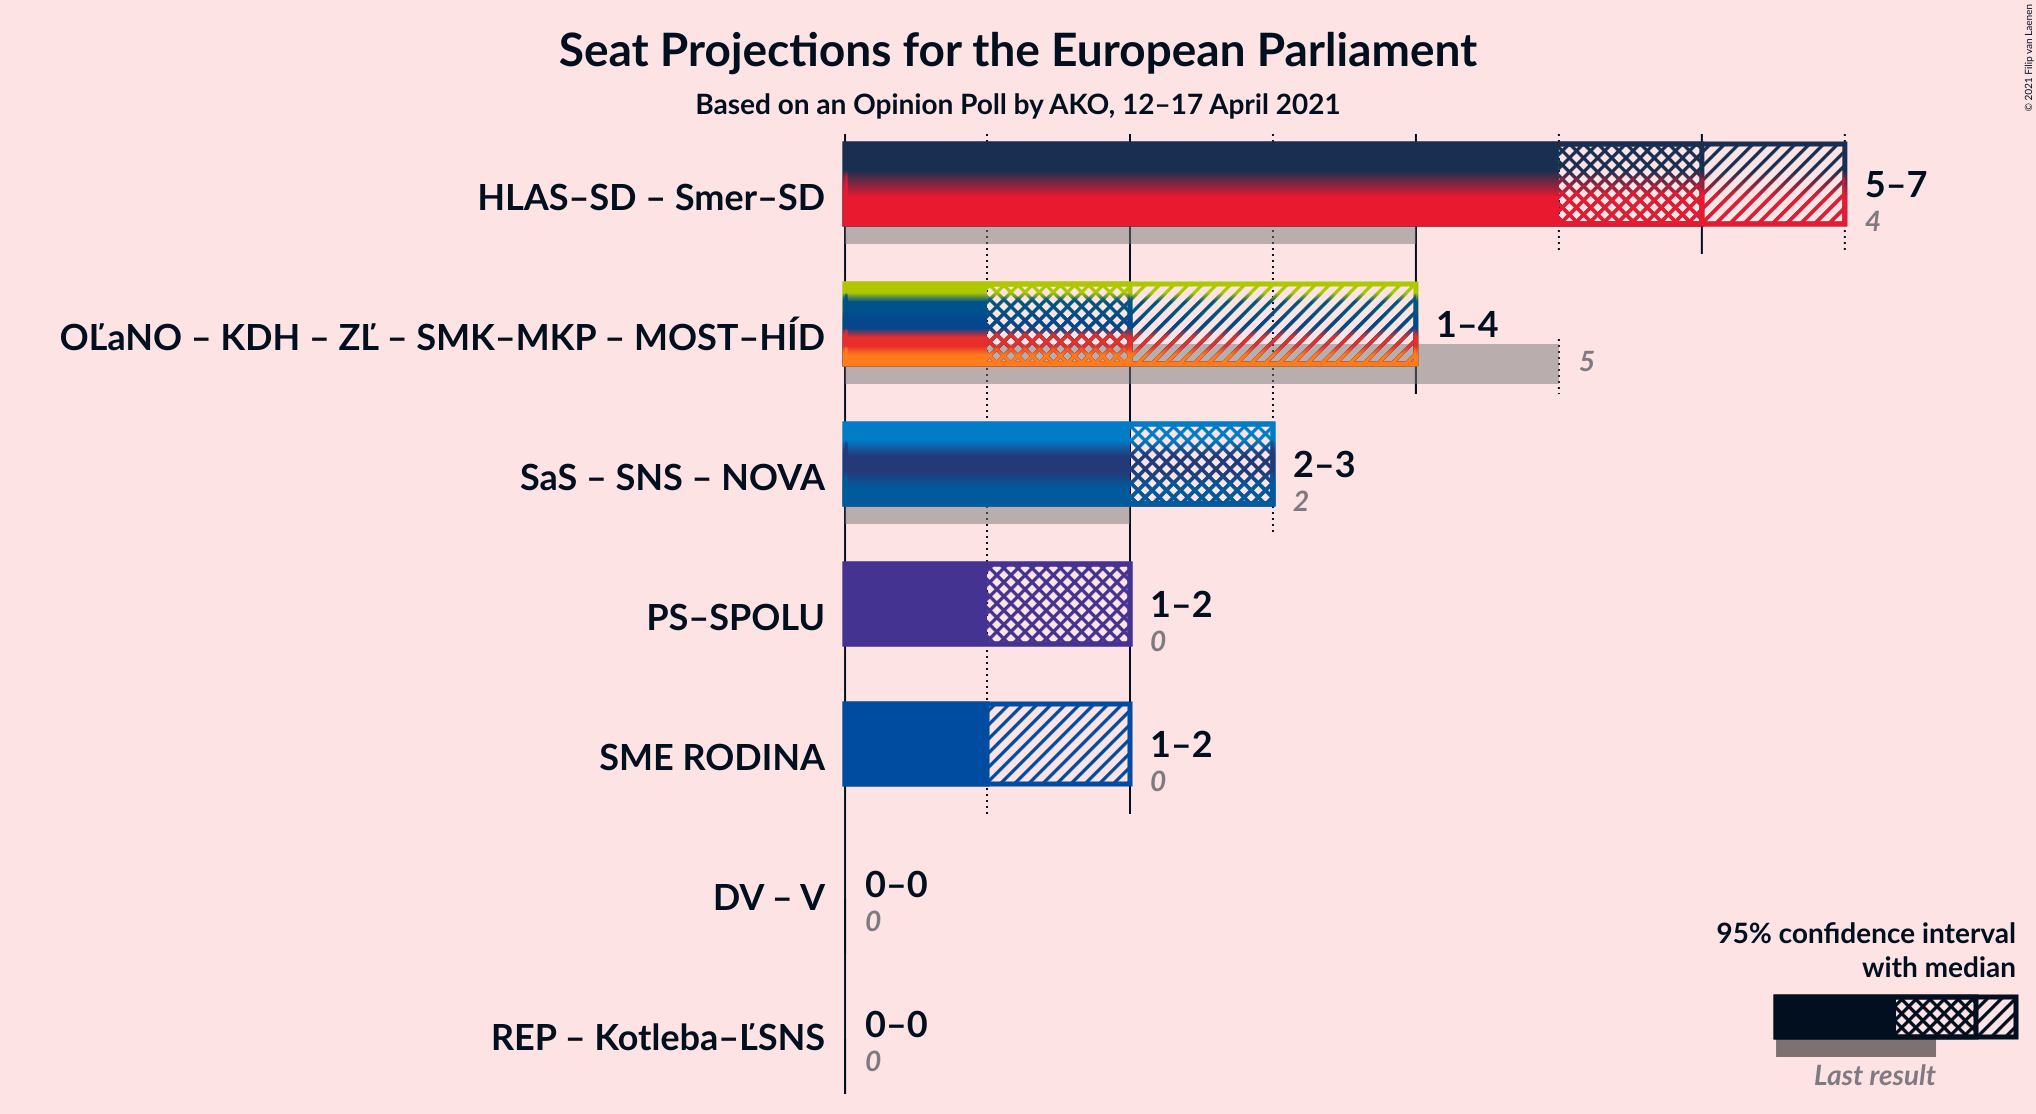 Seat Projections for the European Parliament
Based on an Opinion Poll by AKO, 12–17 April 2021
© 2021 Filip van Laenen
HLAS–SD – Smer–SD
5–7
4
OĽaNO – KDH – ZĽ – SMK–MKP – MOST–HÍD
1–4
5
SaS – SNS – NOVA
2–3
2
PS–SPOLU
1–2
0
SME RODINA
1–2
0
DV – V
0–0
0
REP – Kotleba–ĽSNS
0–0
0
95% confidence interval
with median
Last result